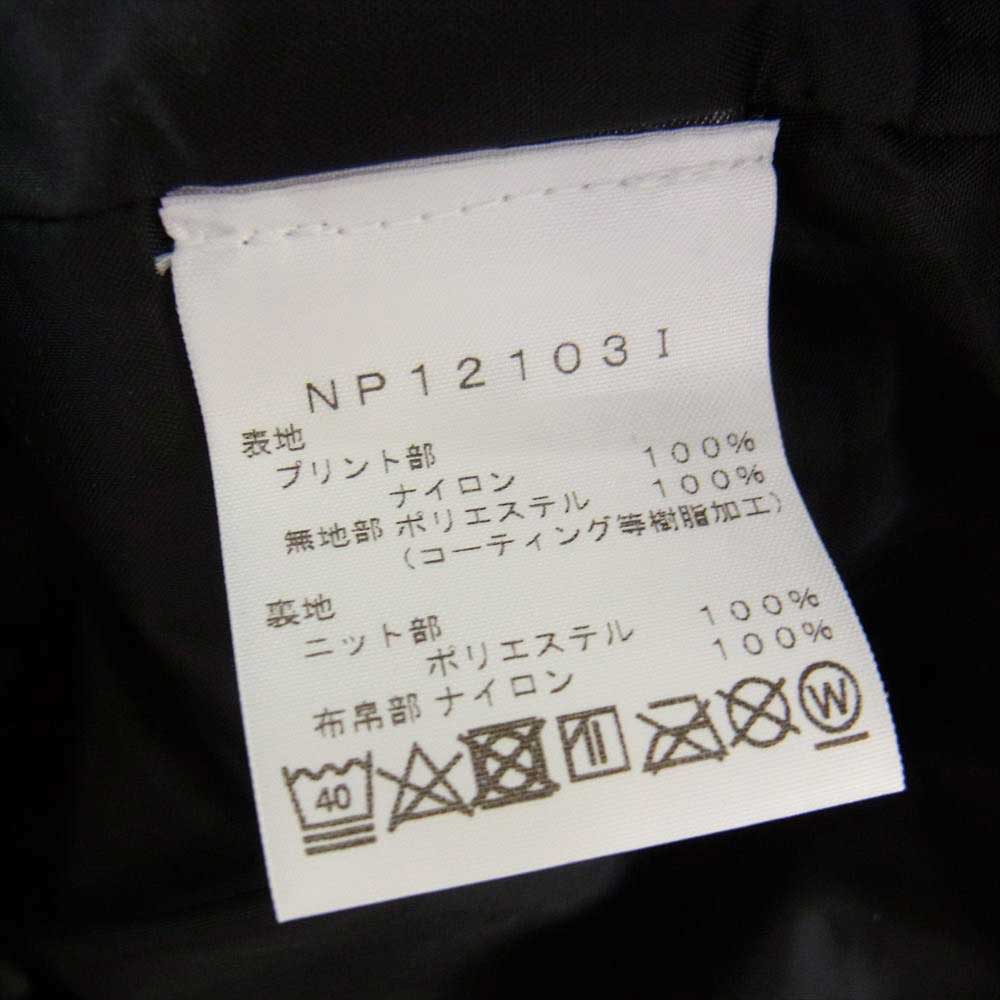 NP12103I
表地
プリント部
ナイロン 100%
無地部 ポリエステル 100%
(コーティング等樹脂加工)
裏地
ニット部
ポリエステル 100%
布帛部 ナイロン 100%
40 W